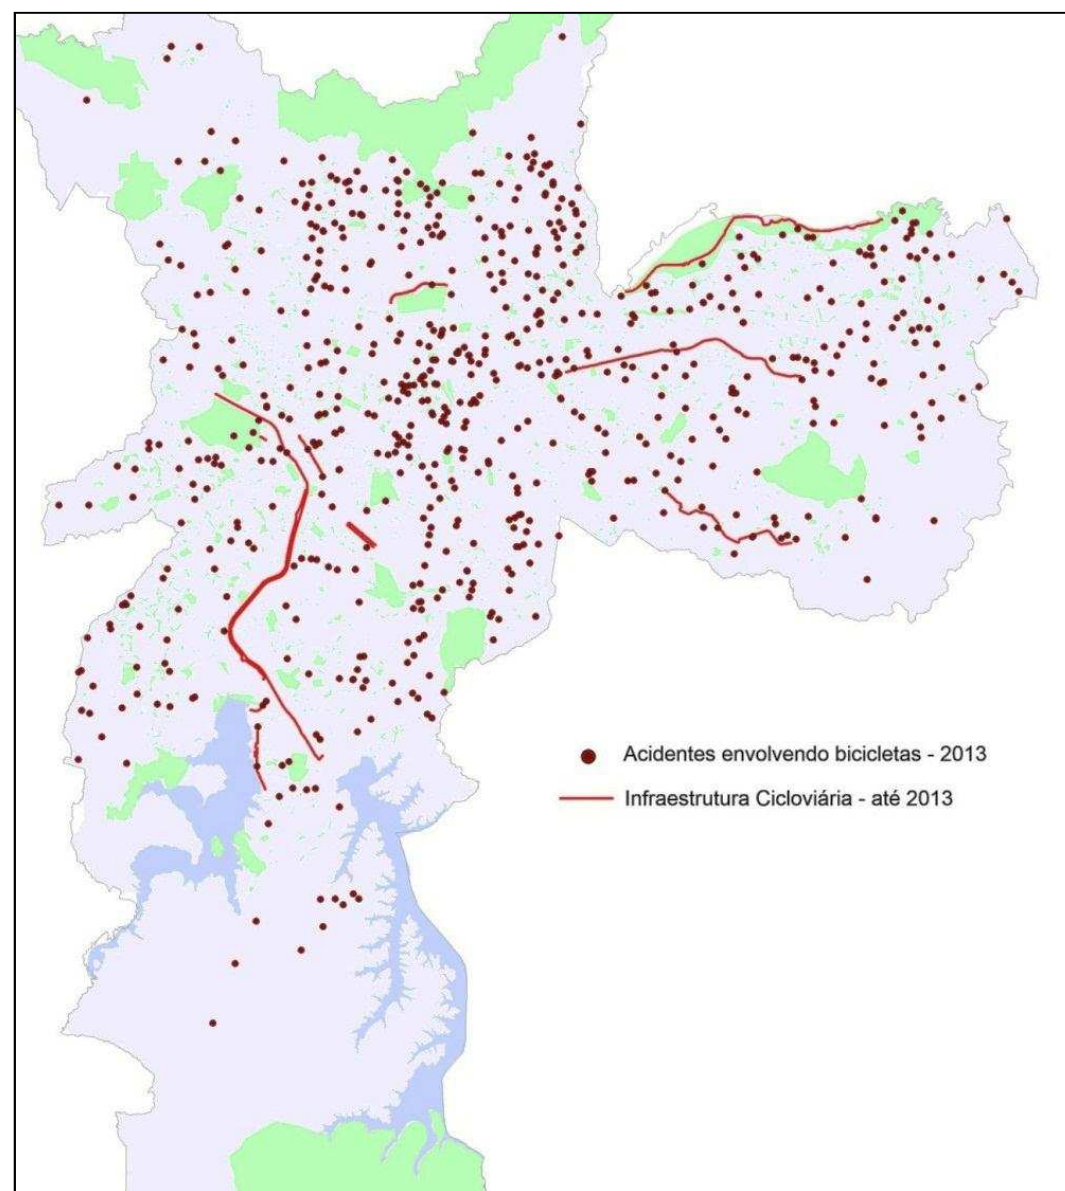 Acidentes envolvendo bicicletas - 2013
Infraestrutura Cicloviária - até 2013